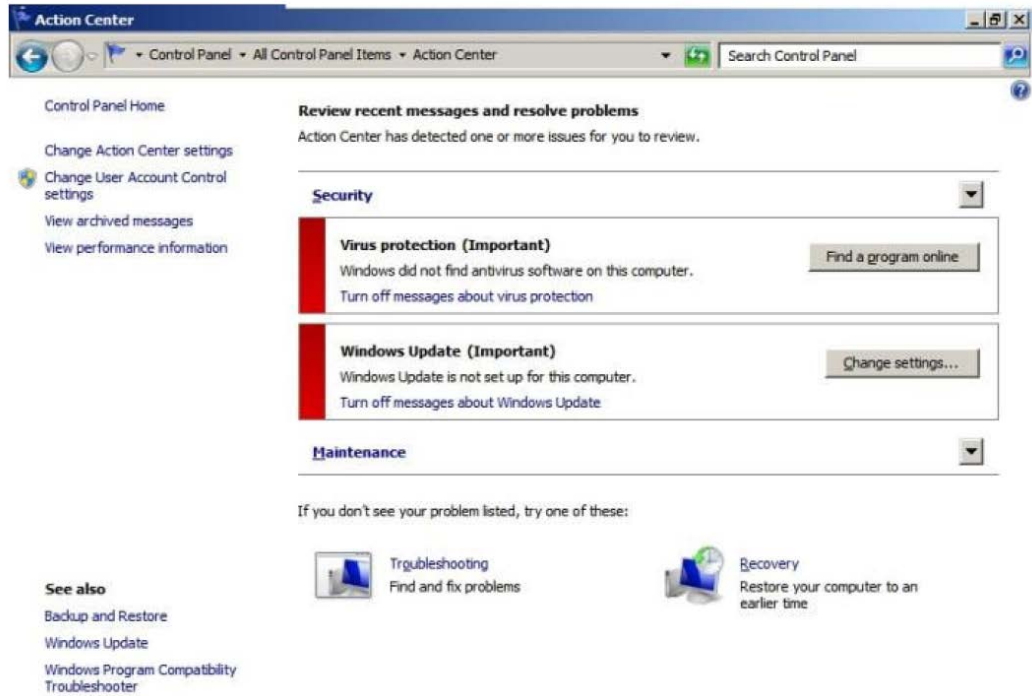 Action Center
Control Panel
All Control Panel Items
Action Center
Search Control Panel
Control Panel Home
Change Action Center settings
Change User Account Control
settings
View archived messages
View performance information
Review recent messages and resolve problems
Action Center has detected one or more issues for you to review.
Security
Virus protection (Important)
Windows did not find antivirus software on this computer.
Turn off messages about virus protection
Find a program online
Windows Update (Important)
Windows Update is not set up for this computer.
Turn off messages about Windows Update
Change settings...
Maintenance
If you don't see your problem listed, try one of these:
Troubleshooting
Find and fix problems
Recovery
Restore your computer to an
earlier time
See also
Backup and Restore
Windows Update
Windows Program Compatibility
Troubleshooter